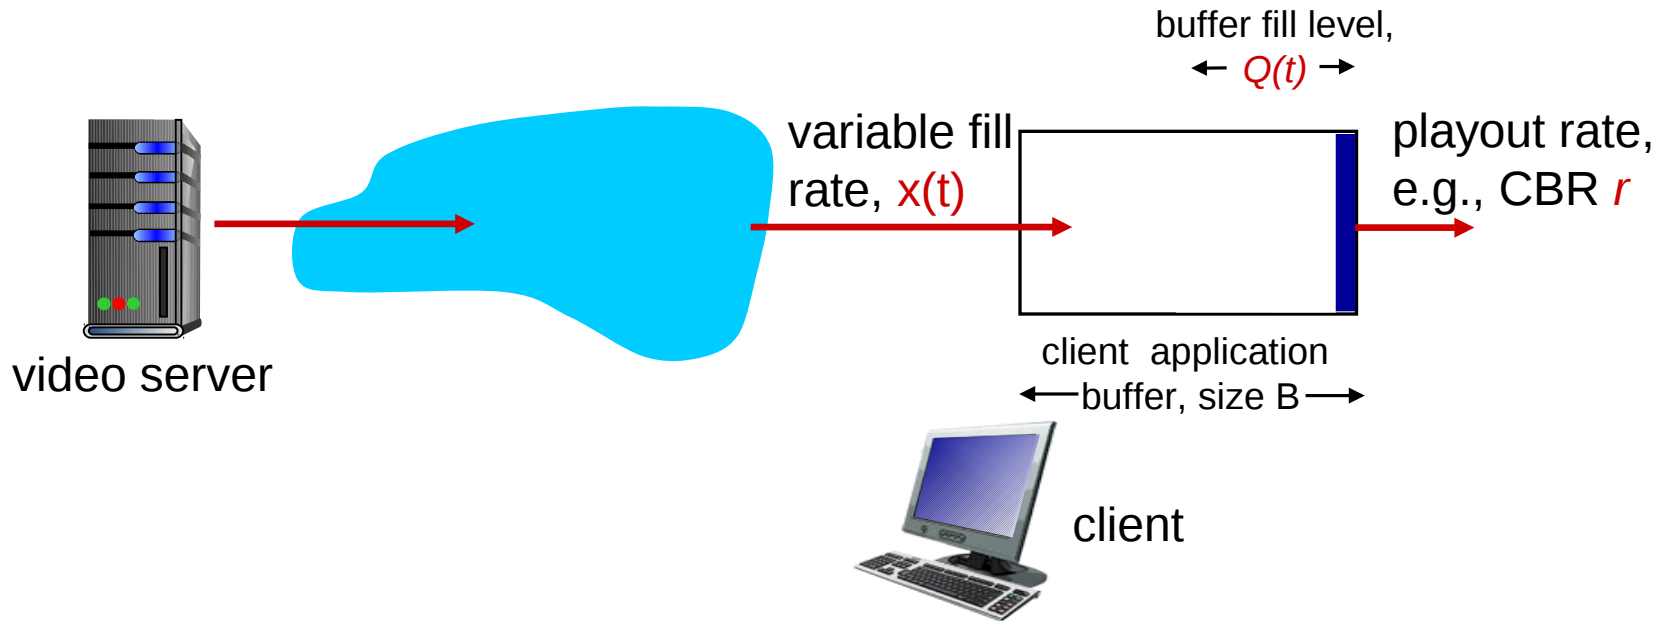 buffer fill level,
Q(t)
variable fill
rate, x(t)
playout rate,
e.g., CBR r
video server
client application
buffer, size B
client